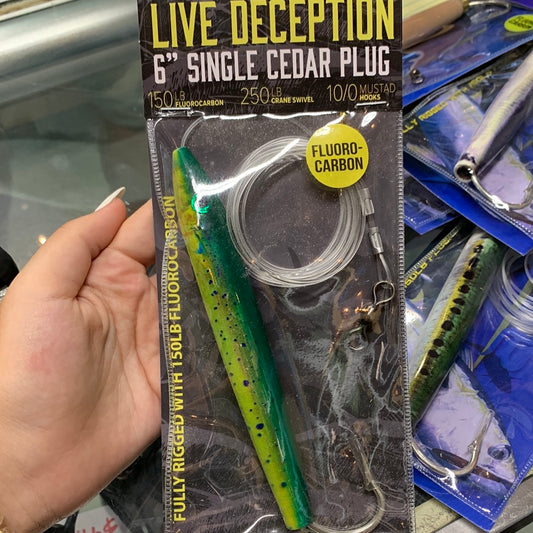 LIVE DECEPTION
6” SINGLE CEDAR PLUG
150 LB FLUOROCARBON 250 LB CRANE SWIVEL 10/0 MUSTAD HOOKS
FLUORO-
CARBON
FULLY RIGGED WITH 150LB FLUOROCARBON